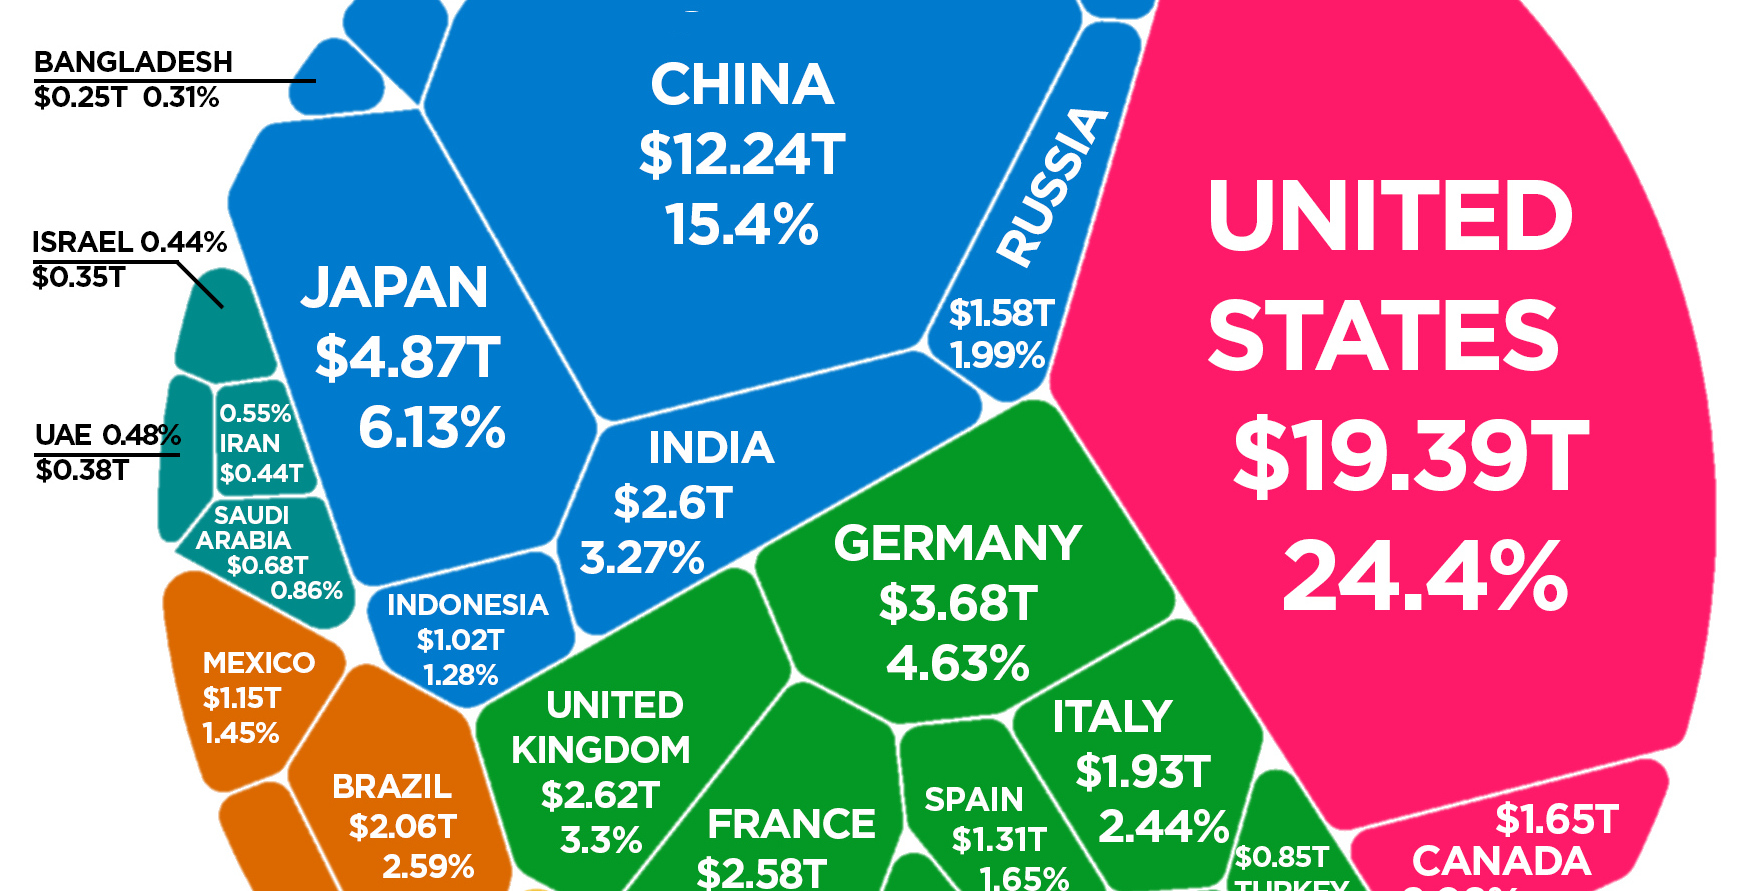 BANGLADESH
$0.25T 0.31%
CHINA
$12.24T
15.4%
RUSSIA
$1.58T
1.99%
UNITED
STATES
$19.39T
24.4%
ISRAEL 0.44%
$0.35T
JAPAN
$4.87T
6.13%
UAE 0.48%
$0.38T
0.55%
IRAN
$0.44T
SAUDI
ARABIA
$0.68T
0.86%
INDIA
$2.6T
3.27%
GERMANY
$3.68T
4.63%
INDONESIA
$1.02T
1.28%
MEXICO
$1.15T
1.45%
BRAZIL
$2.06T
2.59%
UNITED
KINGDOM
$2.62T
3.3%
FRANCE
$2.58T
SPAIN
$1.31T
1.65%
ITALY
$1.93T
2.44%
$0.85T
TURKEY
$1.65T
CANADA